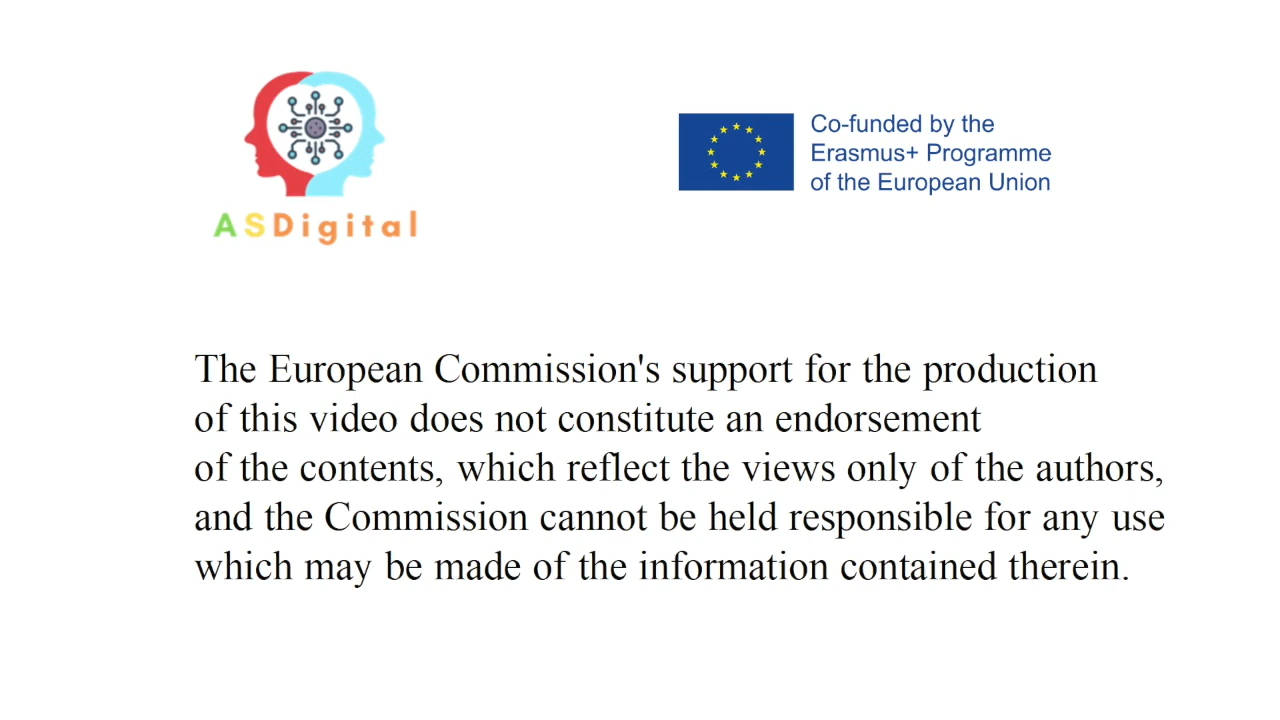 ASDigital
Co-funded by the
Erasmus+ Programme
of the European Union
The European Commission's support for the production
of this video does not constitute an endorsement
of the contents, which reflect the views only of the authors,
and the Commission cannot be held responsible for any use
which may be made of the information contained therein.